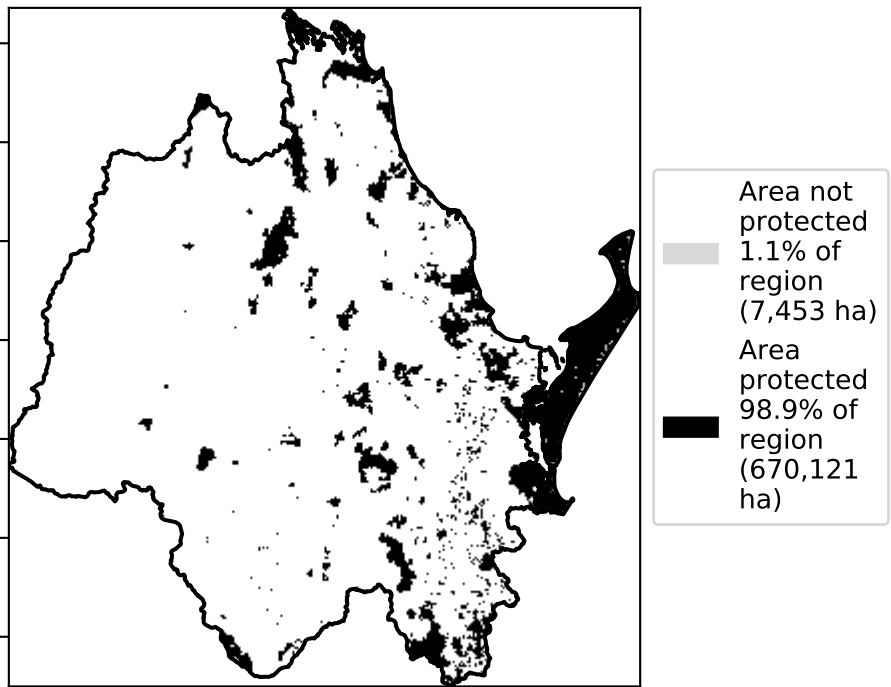 Area not
protected
1.1% of
region
(7,453 ha)
Area
protected
98.9% of
region
(670,121
ha)